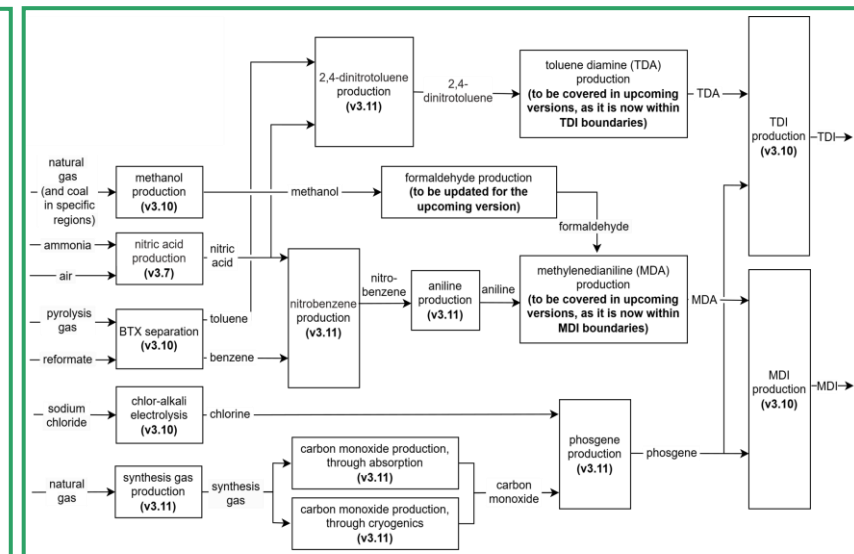 2,4-dinitrotoluene
production
(v3.11)
2,4-
dinitrotoluene
toluene diamine (TDA)
production
(to be covered in upcoming
versions, as it is now within
TDI boundaries)
TDA
TDI
production
(v3.10)
TDI
natural
gas
(and coal
in specific
regions)
methanol
production
(v3.10)
methanol
formaldehyde production
(to be updated for the
upcoming version)
formaldehyde
ammonia
air
nitric acid
production
(v3.7)
nitric
acid
nitrobenzene
production
(v3.11)
nitro-
benzene
aniline
production
(v3.11)
aniline
methylenedianiline (MDA)
production
(to be covered in upcoming
versions, as it is now within
MDI boundaries)
MDA
MDI
production
(v3.10)
MDI
pyrolysis
gas
reformate
BTX separation
(v3.10)
toluene
benzene
sodium
chloride
chlor-alkali
electrolysis
(v3.10)
chlorine
phosgene
production
(v3.11)
phosgene
natural
gas
synthesis gas
production
(v3.11)
synthesis
gas
carbon monoxide production,
through absorption
(v3.11)
carbon monoxide production,
through cryogenics
(v3.11)
carbon
monoxide